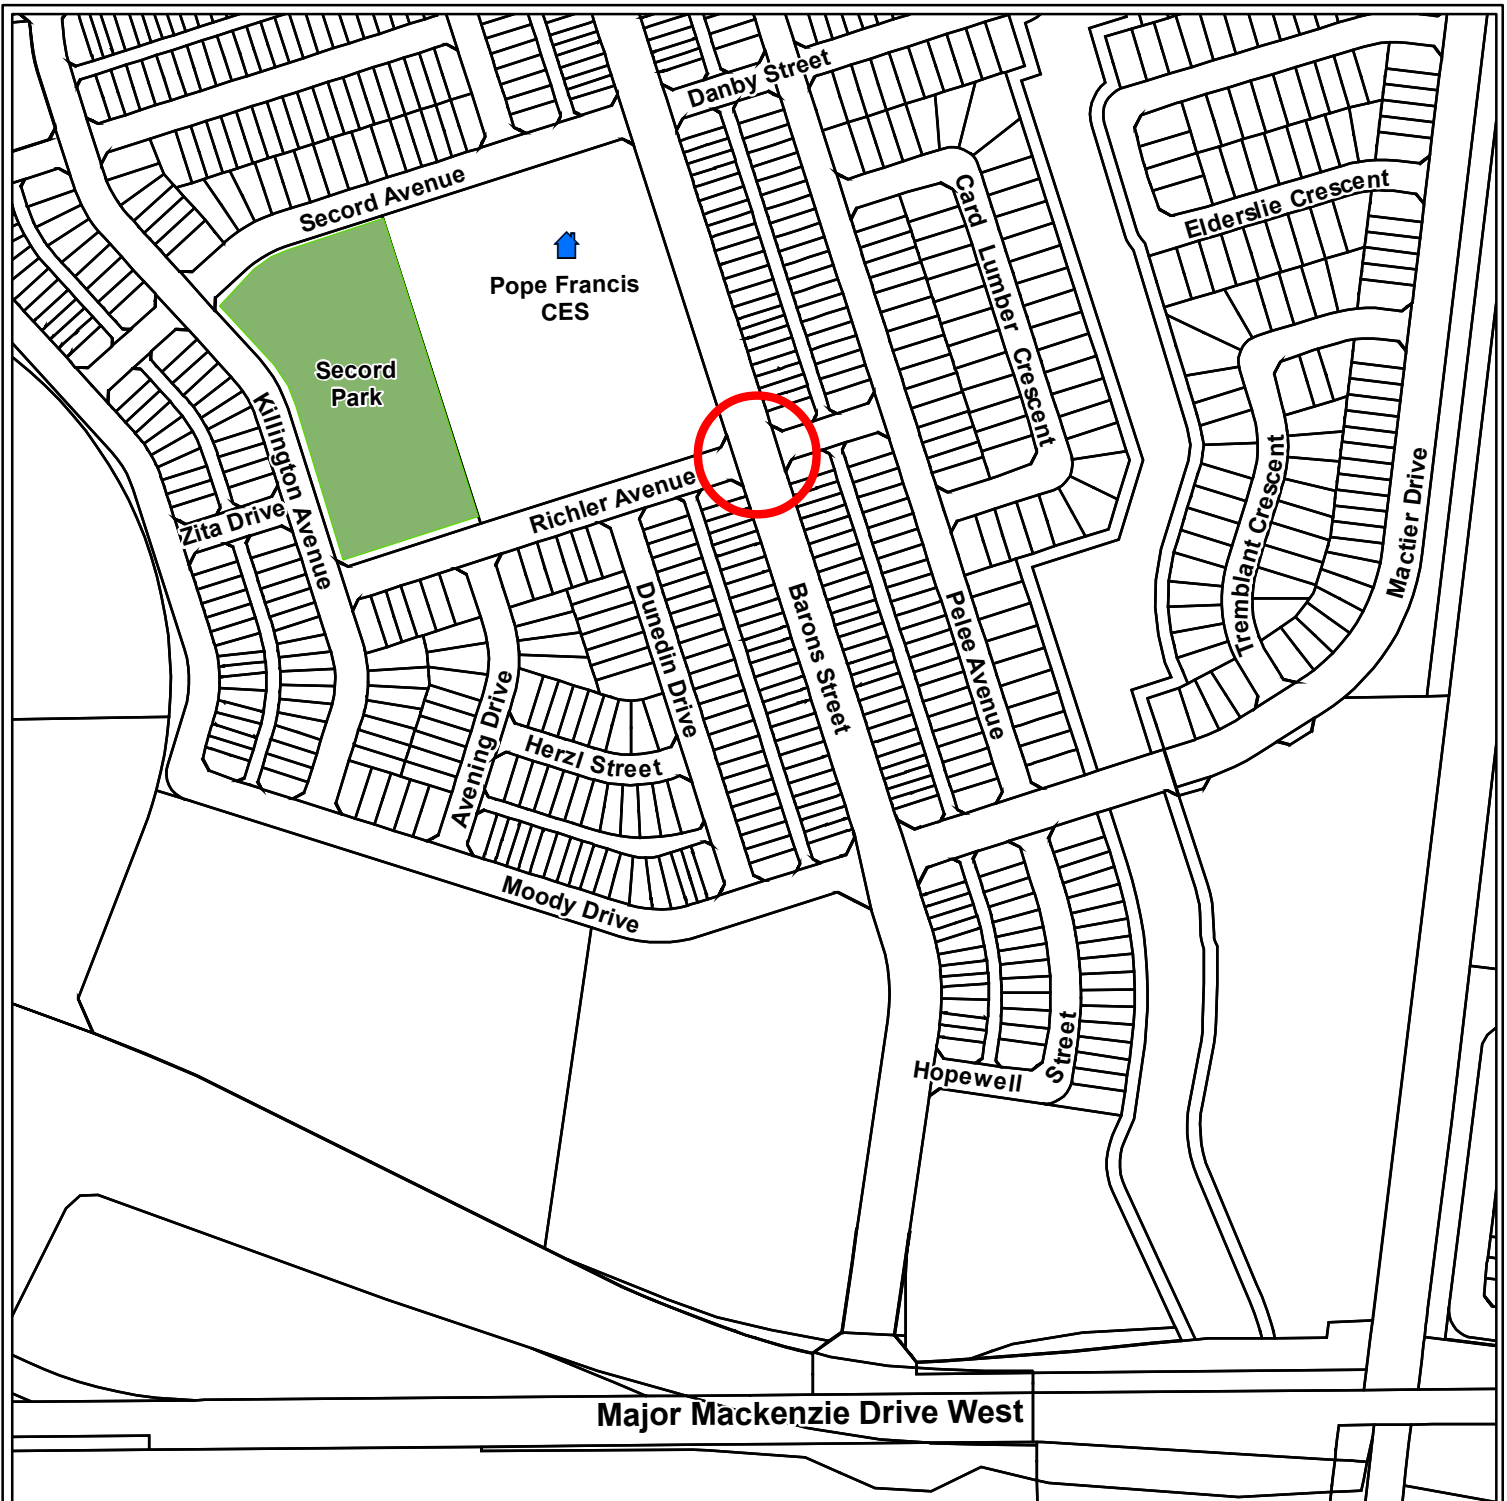 Danby Street
Secord Avenue
Card Lumber Crescent
Elderslie Crescent
Pope Francis
CES
Secord
Park
Killington Avenue
Zita Drive
Richler Avenue
Tremblant Crescent
Mactier Drive
Dunedin Drive
Barons Street
Pelee Avenue
Avening Drive
Herzl Street
Moody Drive
Hopewell Street
Major Mackenzie Drive West